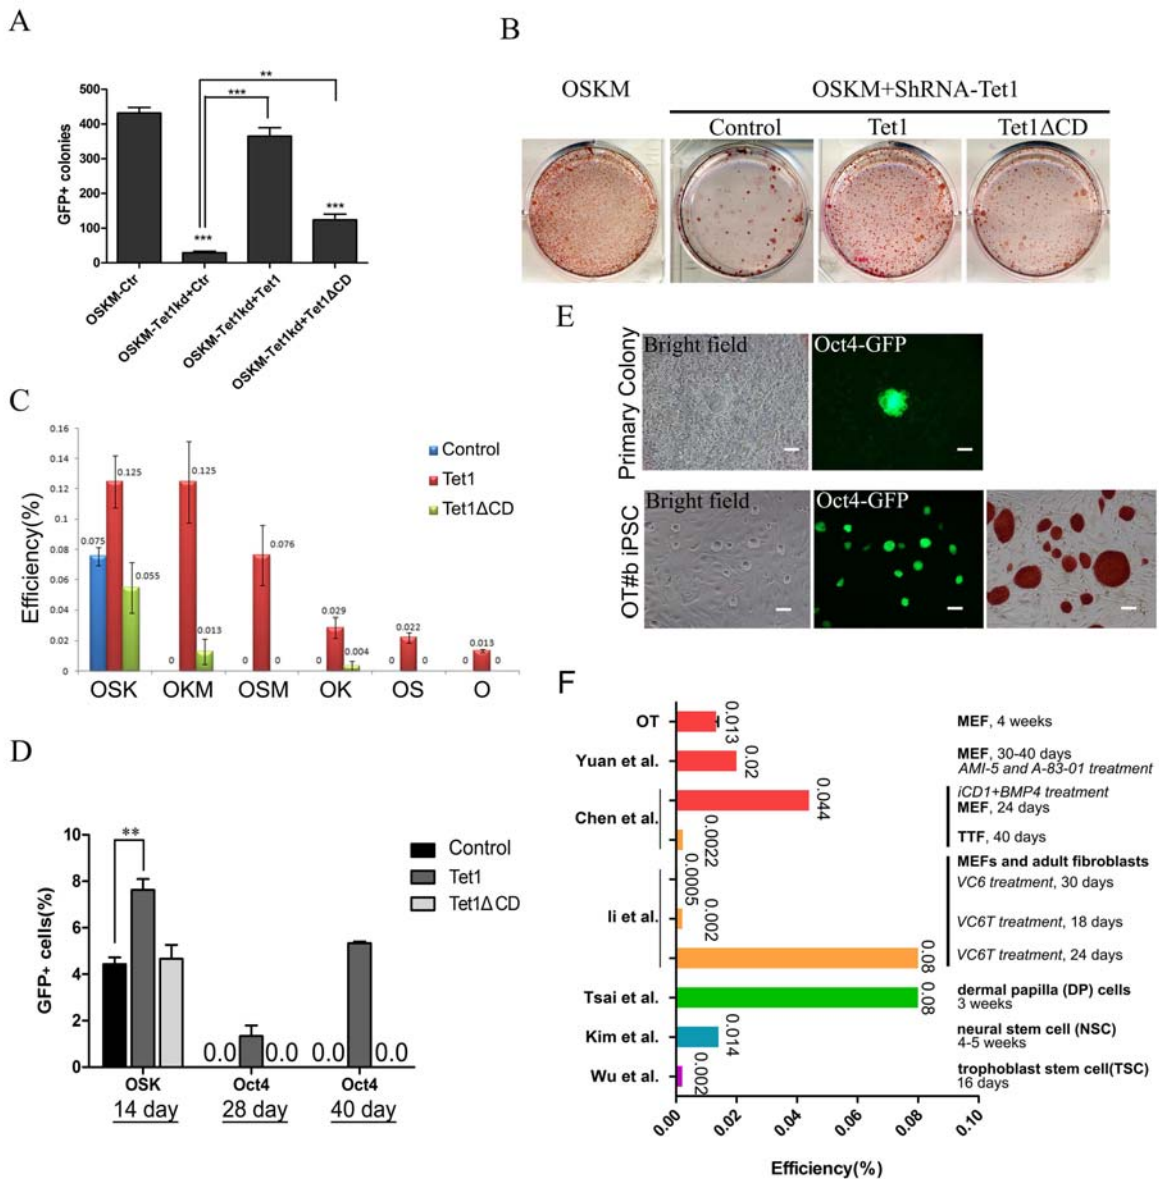 A
500
400
300
200
100
0
GFP+ colonies
**
***
***
***
OSKM-Ctr
OSKM-Tet1kd+Ctr
OSKM-Tet1kd+Tet1
OSKM-Tet1kd+Tet1ΔCD
B
OSKM
OSKM+ShRNA-Tet1
Control
Tet1
Tet1ΔCD
C
0.16
0.14
0.12
0.1
0.08
0.06
0.04
0.02
0
Efficiency(%)
Control
Tet1
Tet1ΔCD
0.075
0.125
0.055
0
0.125
0.013
0
0.076
0
0
0.029
0.004
0
0.022
0
0
0.013
0
OSK
OKM
OSM
OK
OS
O
D
10
8
6
4
2
0
GFP+ cells(%)
**
Control
Tet1
Tet1ΔCD
0.0
0.0
0.0
0.0
OSK
Oct4
Oct4
14 day
28 day
40 day
E
Primary Colony
Bright field
Oct4-GFP
OT#b iPSC
Bright field
Oct4-GFP
F
OT
0.013
MEF, 4 weeks
Yuan et al.
0.02
MEF, 30-40 days
AMI-5 and A-83-01 treatment
Chen et al.
0.044
iCD1+BMP4 treatment
MEF, 24 days
0.0022
TTF, 40 days
li et al.
MEFs and adult fibroblasts
0.0005
VC6 treatment, 30 days
0.002
VC6T treatment, 18 days
0.08
VC6T treatment, 24 days
Tsai et al.
0.08
dermal papilla (DP) cells
3 weeks
Kim et al.
0.014
neural stem cell (NSC)
4-5 weeks
Wu et al.
0.002
trophoblast stem cell(TSC)
16 days
0.00
0.02
0.04
0.06
0.08
0.10
Efficiency(%)